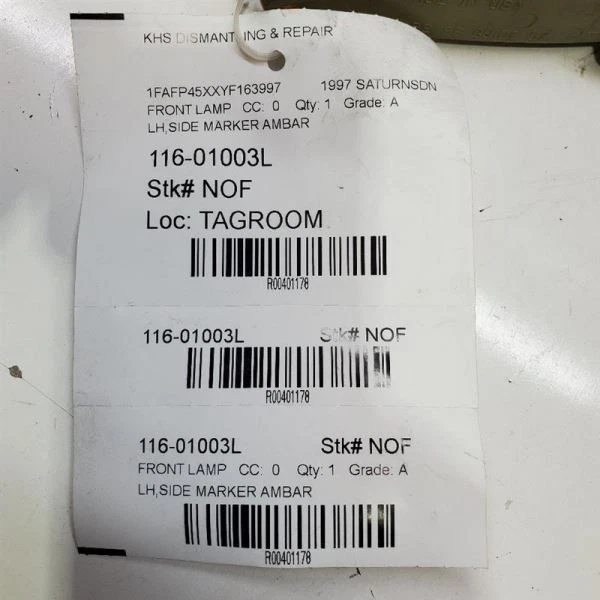 KHS DISMANTLING & REPAIR
1FAFP45XXYF163997 1997 SATURNSDN
FRONT LAMP CC: 0 Qty: 1 Grade: A
LH,SIDE MARKER AMBAR
116-01003L
Stk# NOF
Loc: TAGROOM
R00401178
116-01003L Stk# NOF
R00401178
116-01003L Stk# NOF
FRONT LAMP CC: 0 Qty: 1 Grade: A
LH,SIDE MARKER AMBAR
R00401178